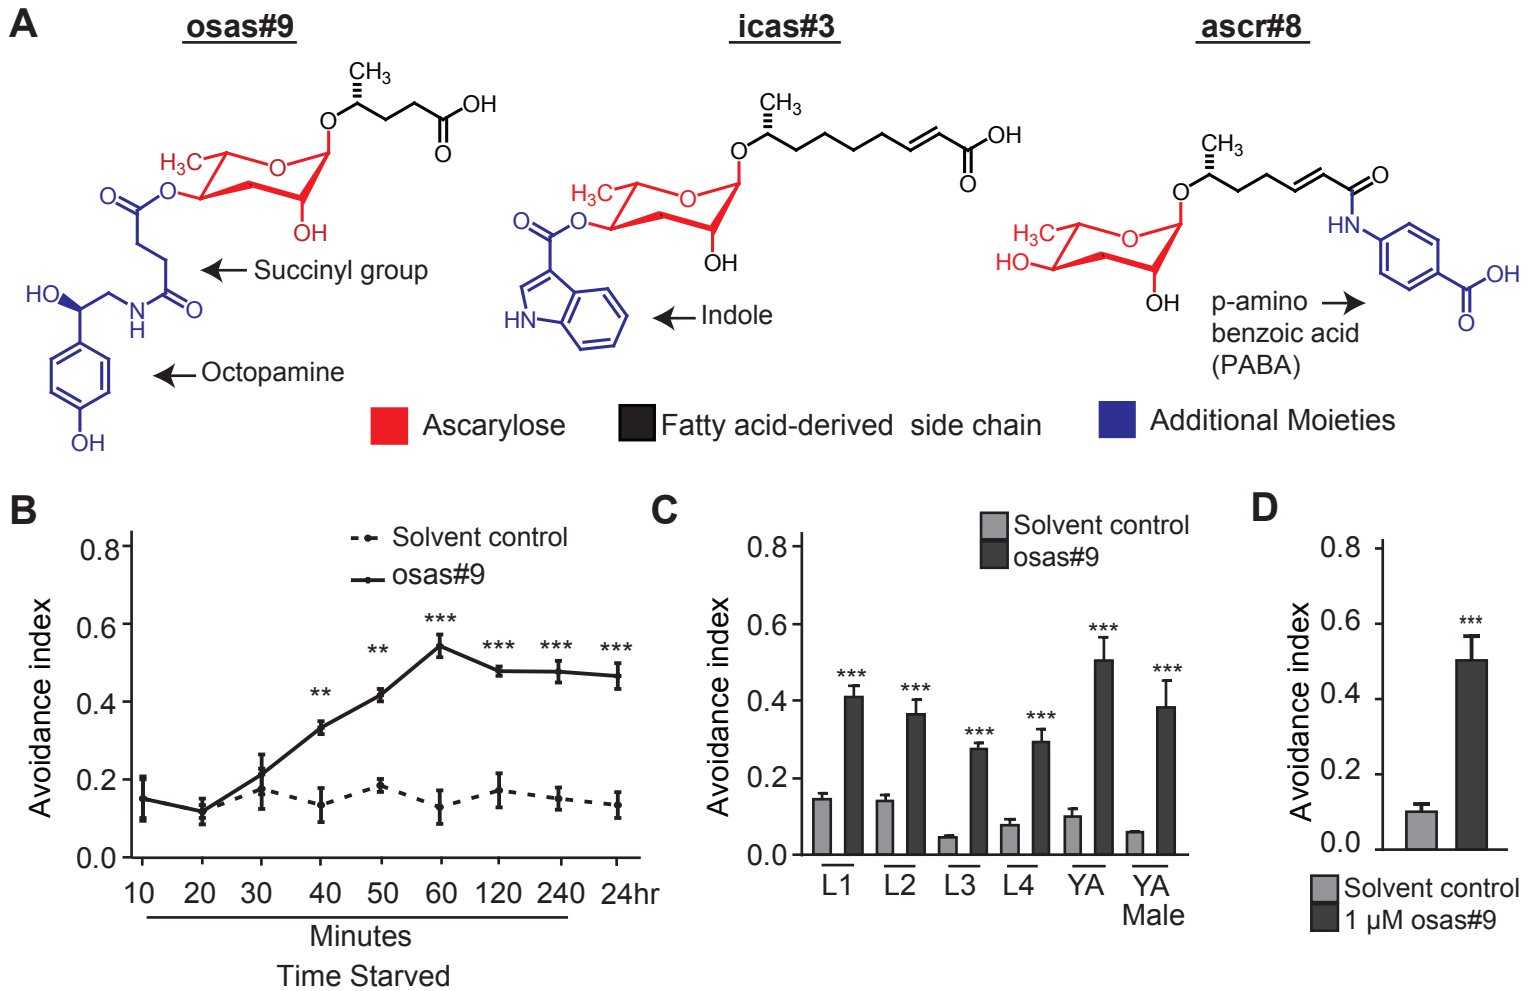 A
osas#9
icas#3
ascr#8
CH3
O
OH
O
H3C
O
O
O
OH
Succinyl group
HO
N
H
O
Octopamine
OH
CH3
O
OH
O
H3C
O
O
O
OH
HN
Indole
CH3
O
O
HN
H3C
O
HO
OH
OH
O
p-amino
benzoic acid
(PABA)
Ascarylose
Fatty acid-derived side chain
Additional Moieties
B
Solvent control
osas#9
Avoidance index
0.8
0.6
0.4
0.2
0.0
**
**
***
***
***
***
10 20 30 40 50 60 120 240 24hr
Minutes
Time Starved
C
Solvent control
osas#9
Avoidance index
0.8
0.6
0.4
0.2
0.0
***
***
***
***
***
***
L1 L2 L3 L4 YA YA
Male
D
Avoidance index
0.8
0.6
0.4
0.2
0.0
***
Solvent control
1 µM osas#9